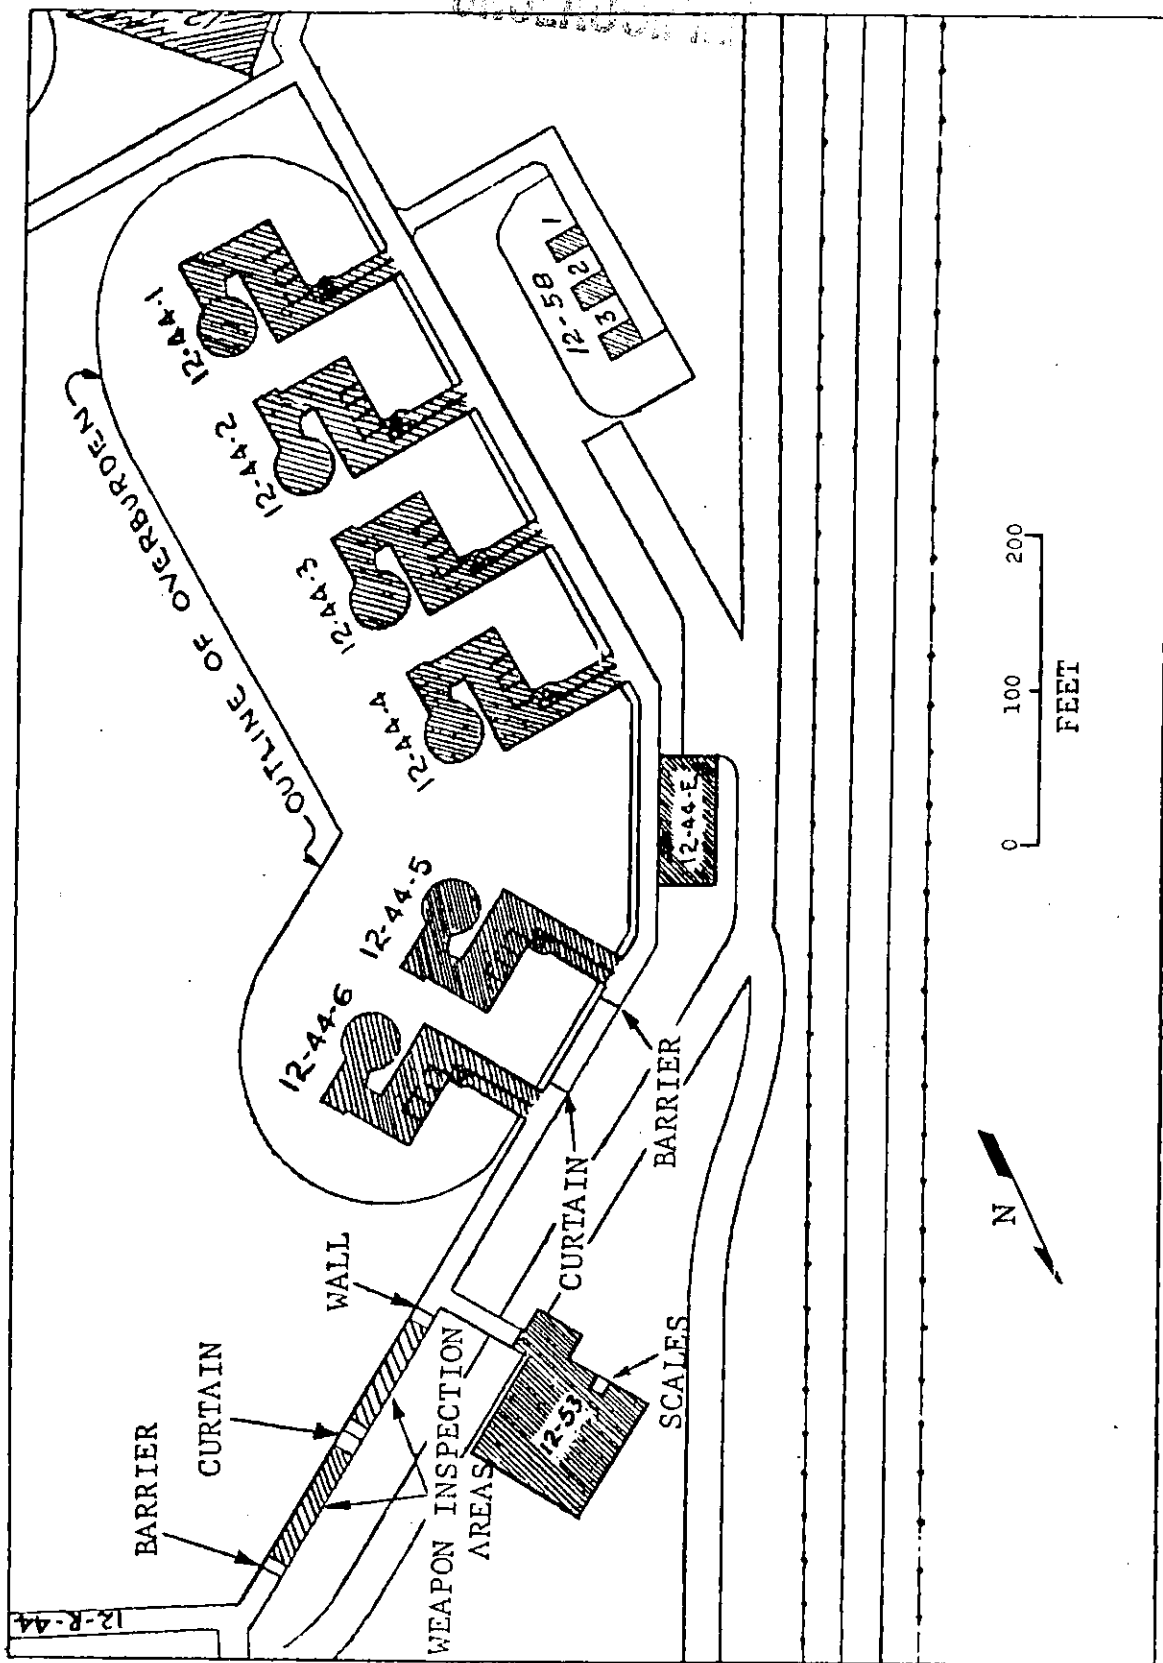 12-44-1
12-44-2
12-44-3
12-44-4
12-44-5
12-44-6
OUTLINE OF OVERBURDEN
12-58
1
2
3
12-44-E
BARRIER
CURTAIN
WALL
CURTAIN
BARRIER
WEAPON INSPECTION
AREAS
12-53
SCALES
12-R-44
N
0 100 200
FEET